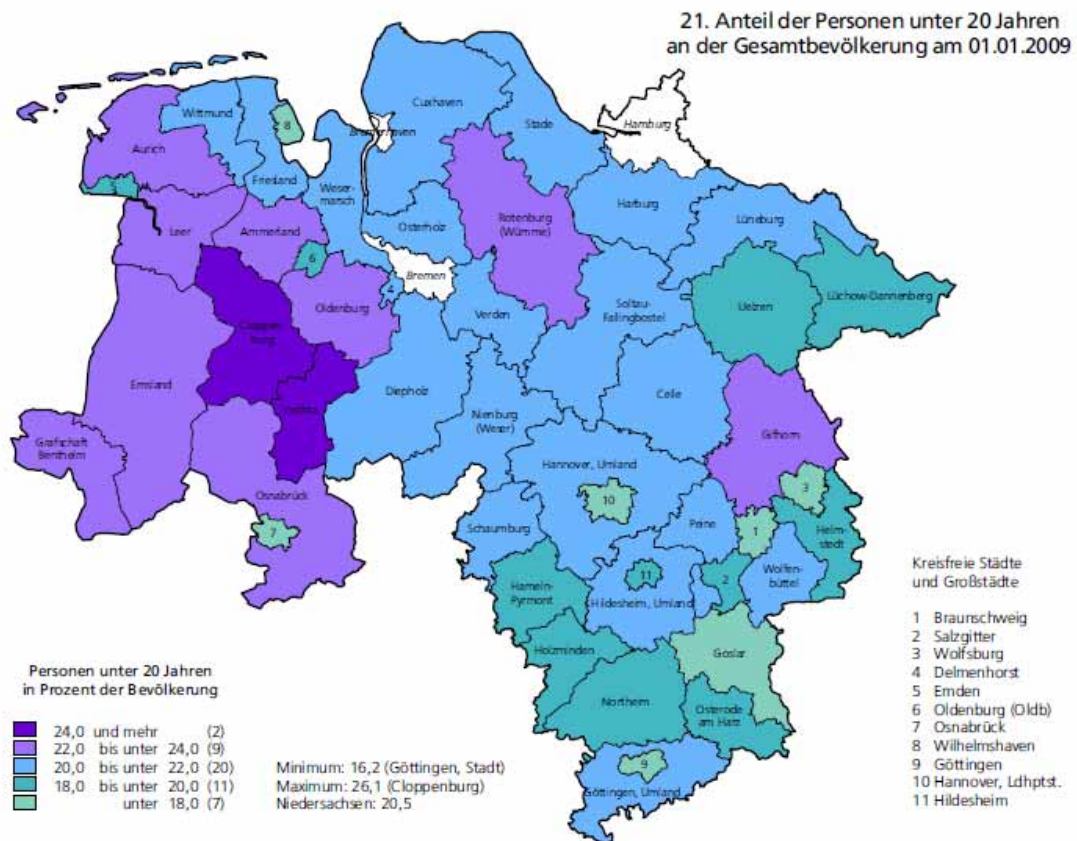 21. Anteil der Personen unter 20 Jahren
an der Gesamtbevölkerung am 01.01.2009
Cuxhaven
Wittmund
8
Bremerhaven
Stade
Hamburg
Aurich
Friesland
5
Weser-
marsch
Harburg
Lüneburg
Leer
Ammerland
Osterholz
Rotenburg
(Wümme)
6
Bremen
4
Oldenburg
Verden
Soltau-
Fallingbostel
Uelzen
Lüchow-Dannenberg
Cloppen-
burg
Emsland
Vechta
Diepholz
Nienburg
(Weser)
Celle
Gifhorn
Grafschaft
Bentheim
Hannover, Umland
Osnabrück
10
3
7
Schaumburg
Peine
1
Helm-
stedt
Hameln-
Pyrmont
11
2
Wolfen-
büttel
Hildesheim, Umland
Holzminden
Goslar
Northeim
Osterode
am Harz
9
Göttingen, Umland
Kreisfreie Städte
und Großstädte
1 Braunschweig
2 Salzgitter
3 Wolfsburg
4 Delmenhorst
5 Emden
6 Oldenburg (Oldb)
7 Osnabrück
8 Wilhelmshaven
9 Göttingen
10 Hannover, Ldhptst.
11 Hildesheim
Personen unter 20 Jahren
in Prozent der Bevölkerung
24,0 und mehr (2)
22,0 bis unter 24,0 (9)
20,0 bis unter 22,0 (20)
18,0 bis unter 20,0 (11)
unter 18,0 (7)
Minimum: 16,2 (Göttingen, Stadt)
Maximum: 26,1 (Cloppenburg)
Niedersachsen: 20,5